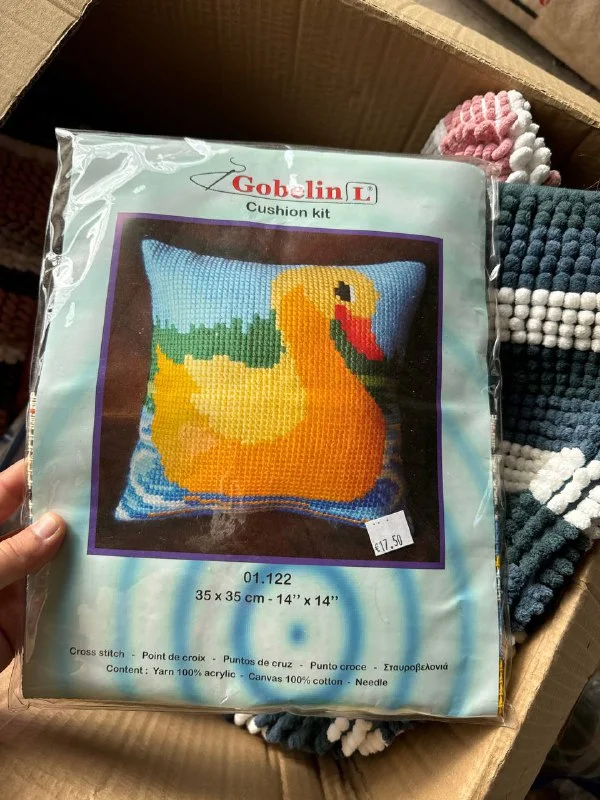 Gobelin L®
Cushion kit
€17.50
01.122
35 x 35 cm - 14'' x 14''
Cross stitch - Point de croix - Puntos de cruz - Punto croce - Σταυροβελονιά
Content : Yarn 100% acrylic - Canvas 100% cotton - Needle